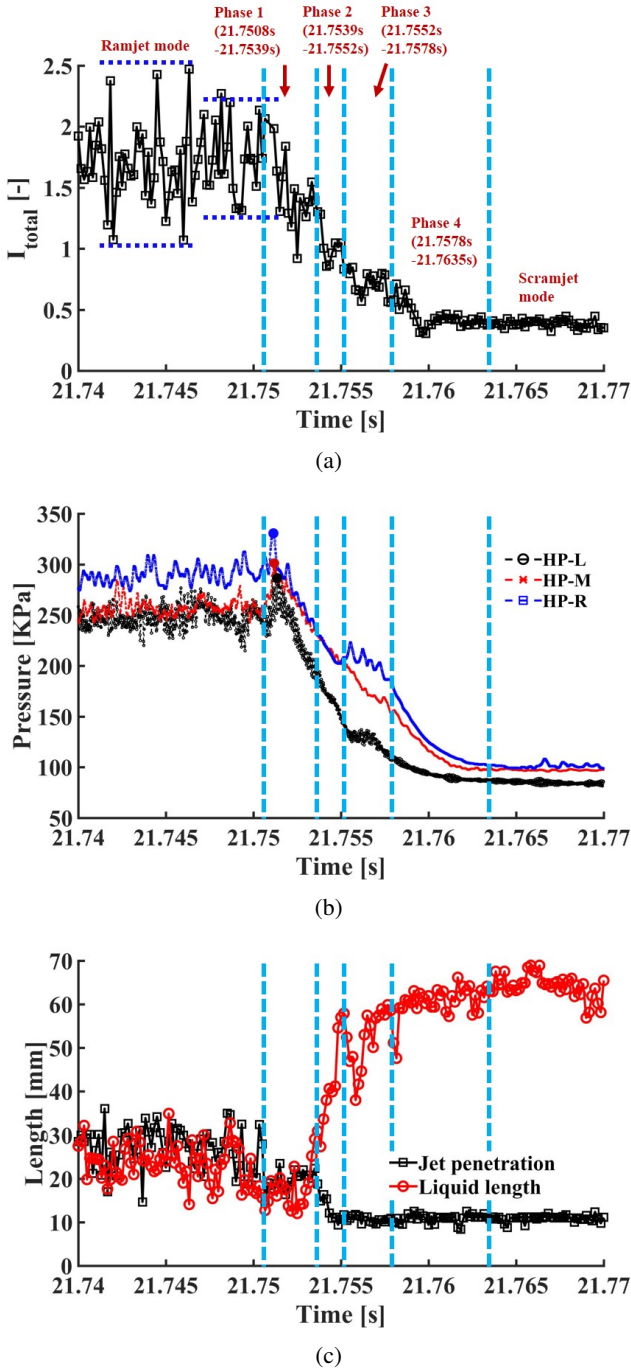 Phase 1
(21.7508s
-21.7539s)
Phase 2
(21.7539s
-21.7552s)
Phase 3
(21.7552s
-21.7578s)
Ramjet mode
2.5
2
1.5
1
0.5
0
I_total [-]
Phase 4
(21.7578s
-21.7635s)
Scramjet
mode
21.74 21.745 21.75 21.755 21.76 21.765 21.77
Time [s]
(a)
350
300
250
200
150
100
50
Pressure [KPa]
HP-L
HP-M
HP-R
21.74 21.745 21.75 21.755 21.76 21.765 21.77
Time [s]
(b)
70
60
50
40
30
20
10
0
Length [mm]
Jet penetration
Liquid length
21.74 21.745 21.75 21.755 21.76 21.765 21.77
Time [s]
(c)